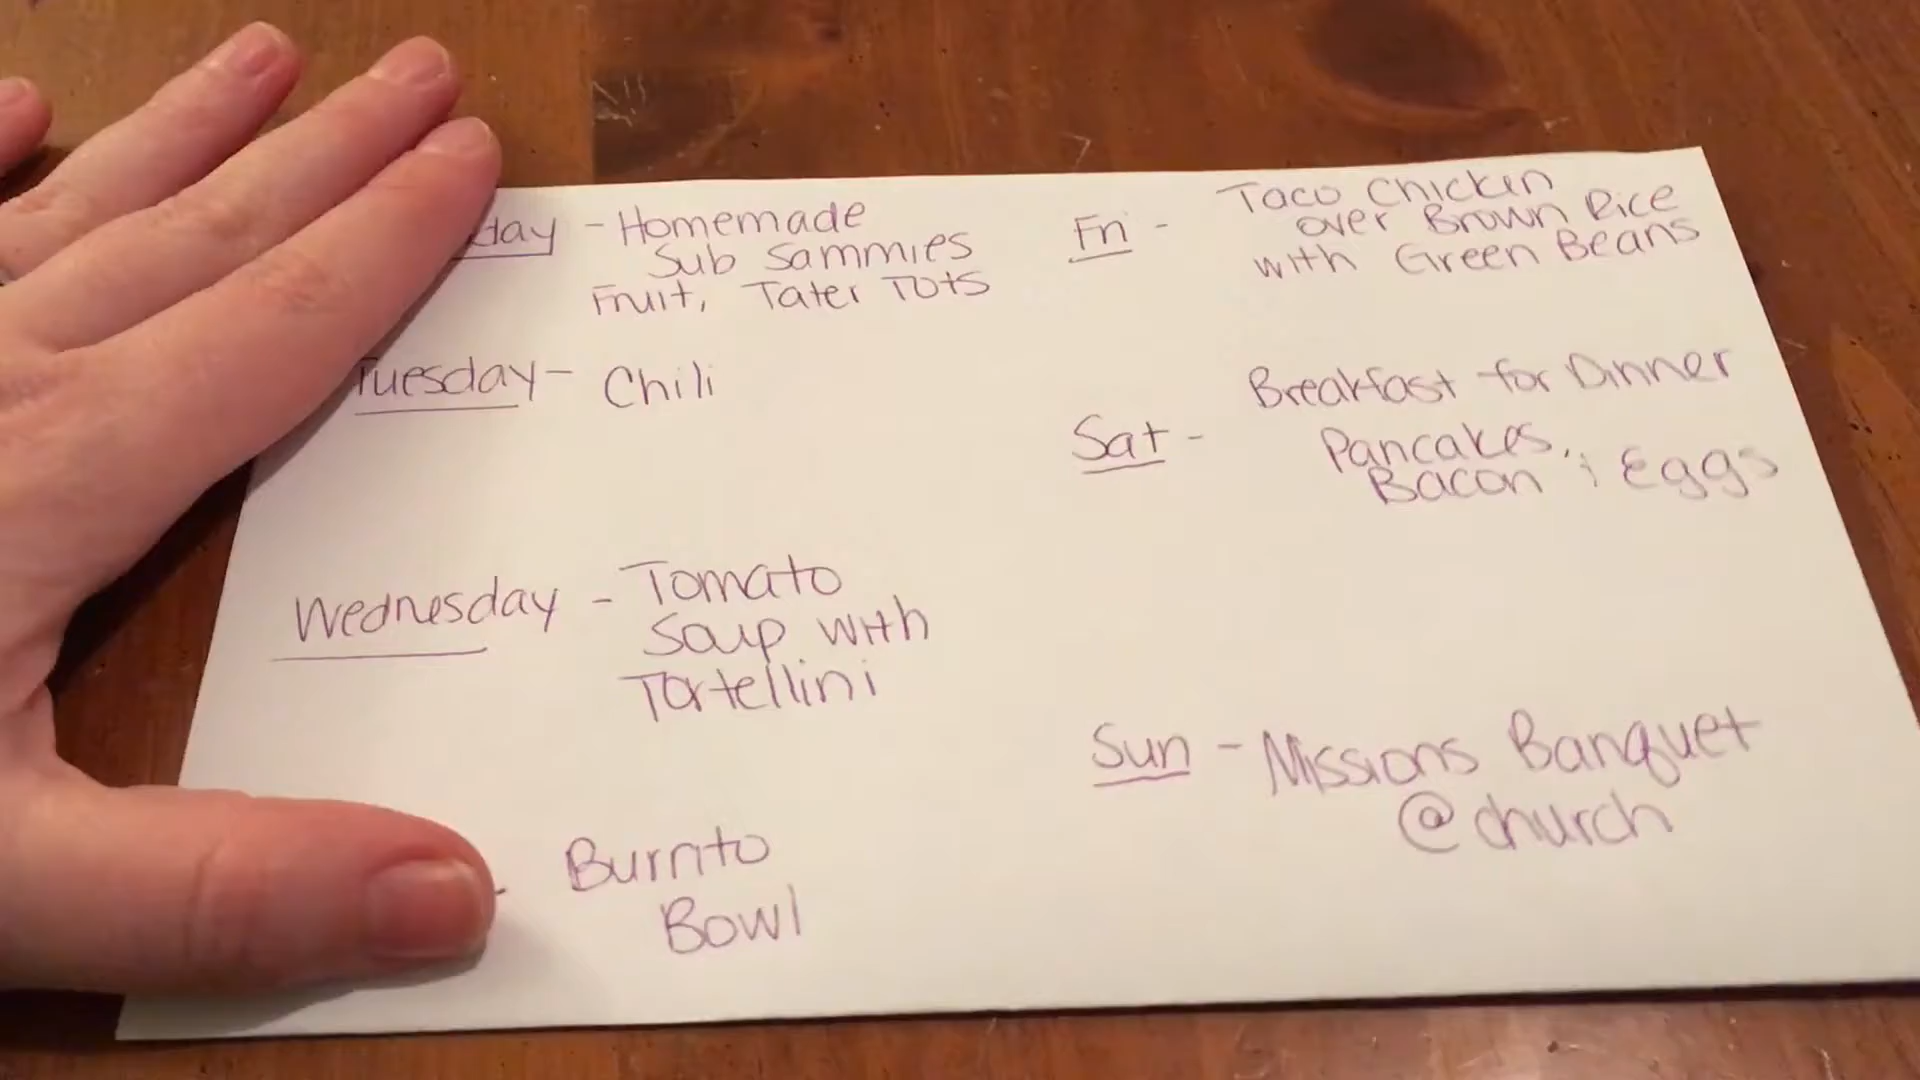 day - Homemade
Sub Sammies
Fruit, Tater Tots
Tuesday - Chili
Wednesday - Tomato
Soup with
Tortellini
- Burrito
Bowl
Fri - Taco Chicken
over Brown Rice
with Green Beans
Breakfast for Dinner
Sat - Pancakes,
Bacon, & Eggs
Sun - Missions Banquet
@ church